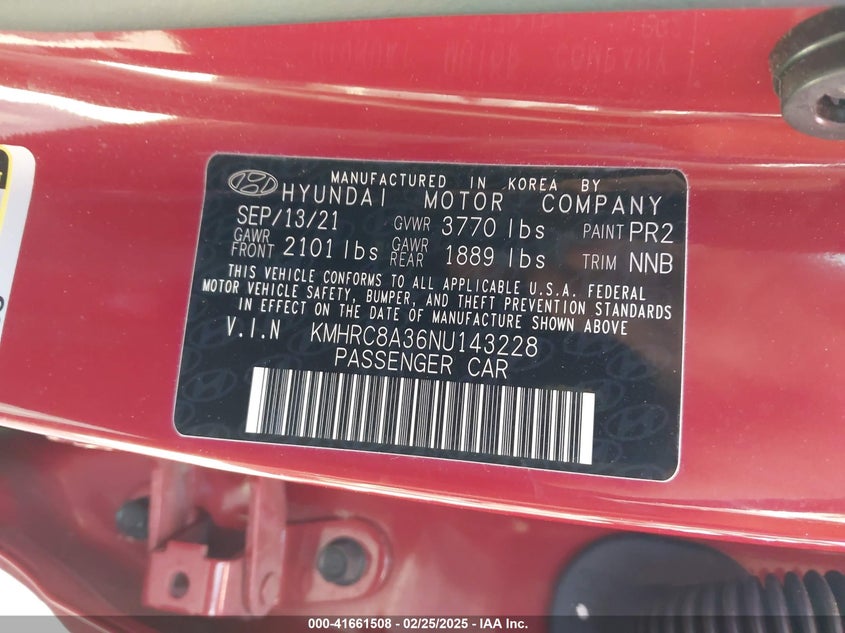 MANUFACTURED IN KOREA BY
HYUNDAI MOTOR COMPANY
SEP/13/21 GVWR 3770 lbs PAINT PR2
GAWR FRONT 2101 lbs GAWR REAR 1889 lbs TRIM NNB
THIS VEHICLE CONFORMS TO ALL APPLICABLE U.S.A. FEDERAL
MOTOR VEHICLE SAFETY, BUMPER, AND THEFT PREVENTION STANDARDS
IN EFFECT ON THE DATE OF MANUFACTURE SHOWN ABOVE
V.I.N KMHRC8A36NU143228
PASSENGER CAR
000-41661508 - 02/25/2025 - IAA Inc.